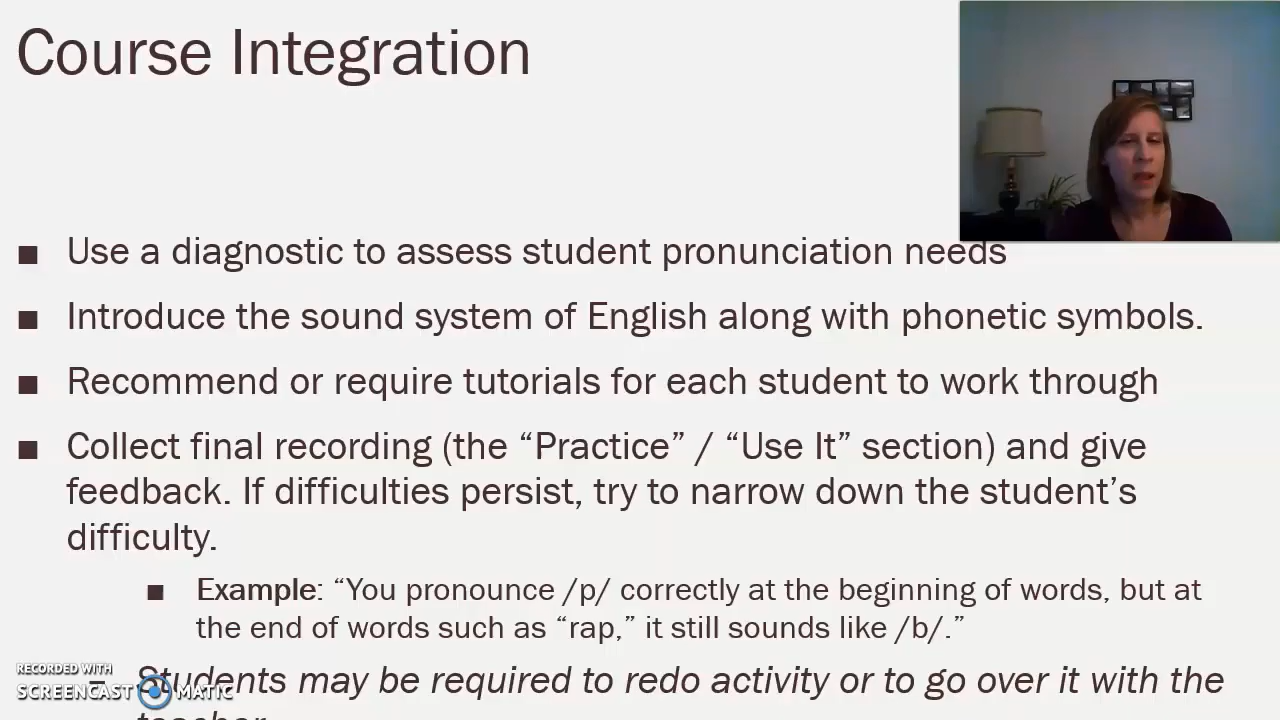 Course Integration
■ Use a diagnostic to assess student pronunciation needs
■ Introduce the sound system of English along with phonetic symbols.
■ Recommend or require tutorials for each student to work through
■ Collect final recording (the “Practice” / “Use It” section) and give
feedback. If difficulties persist, try to narrow down the student’s
difficulty.
■ Example: “You pronounce /p/ correctly at the beginning of words, but at
the end of words such as “rap,” it still sounds like /b/.”
– Students may be required to redo activity or to go over it with the
teacher
RECORDED WITH
SCREENCAST MATIC